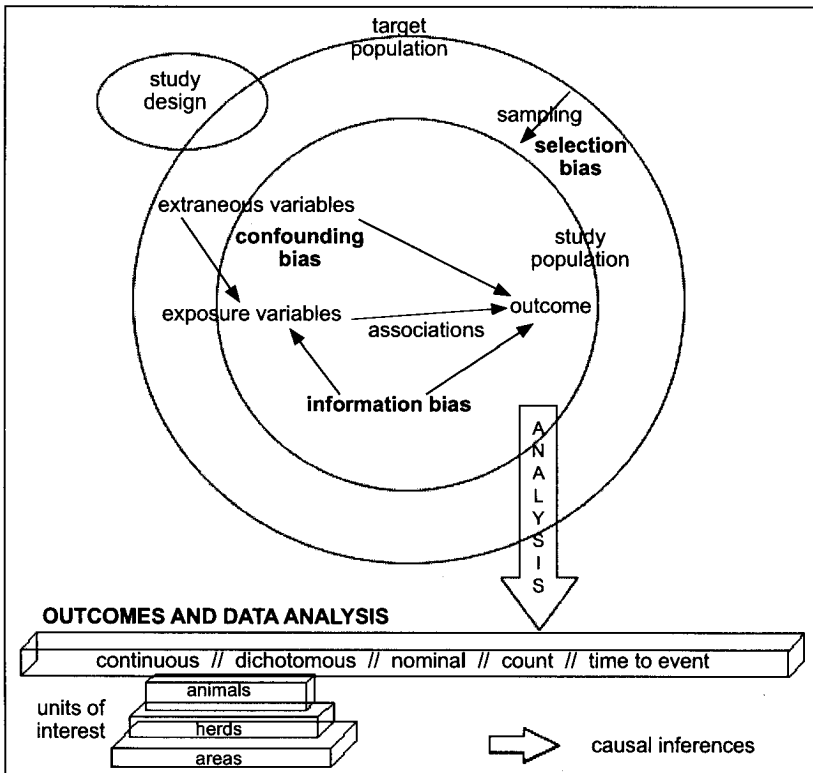 target
population
study
design
sampling
selection
bias
extraneous variables
confounding
bias
study
population
exposure variables
associations
outcome
information bias
ANALYSIS
OUTCOMES AND DATA ANALYSIS
continuous // dichotomous // nominal // count // time to event
animals
units of
interest
herds
areas
causal inferences